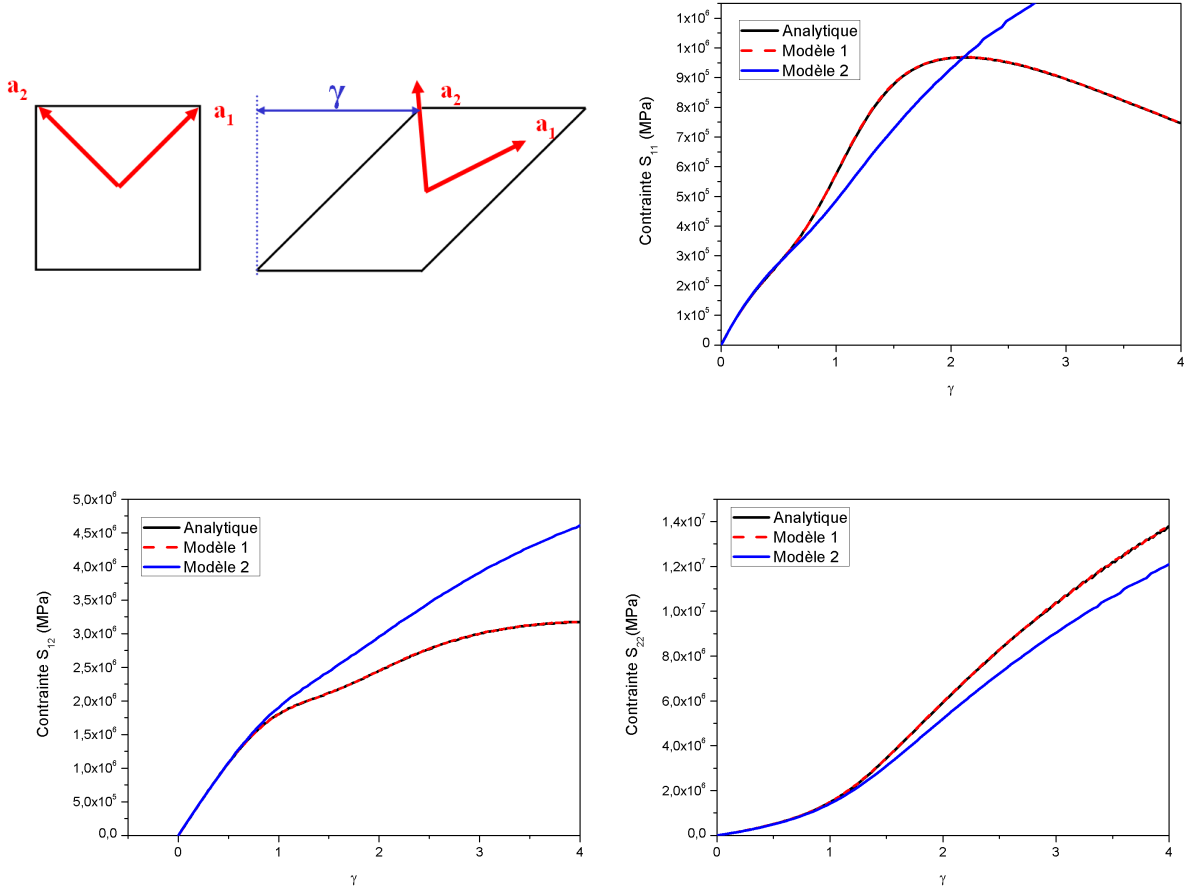 a2
a1
γ
a2
a1
Analytique
Modèle 1
Modèle 2
1x10^6
1x10^6
9x10^5
8x10^5
7x10^5
6x10^5
5x10^5
4x10^5
3x10^5
2x10^5
1x10^5
0
Contrainte S11 (MPa)
0 1 2 3 4
γ
Analytique
Modèle 1
Modèle 2
5,0x10^6
4,5x10^6
4,0x10^6
3,5x10^6
3,0x10^6
2,5x10^6
2,0x10^6
1,5x10^6
1,0x10^6
5,0x10^5
0,0
Contrainte S12 (MPa)
0 1 2 3 4
γ
Analytique
Modèle 1
Modèle 2
1,4x10^7
1,2x10^7
1,0x10^7
8,0x10^6
6,0x10^6
4,0x10^6
2,0x10^6
0,0
Contrainte S22(MPa)
0 1 2 3 4
γ